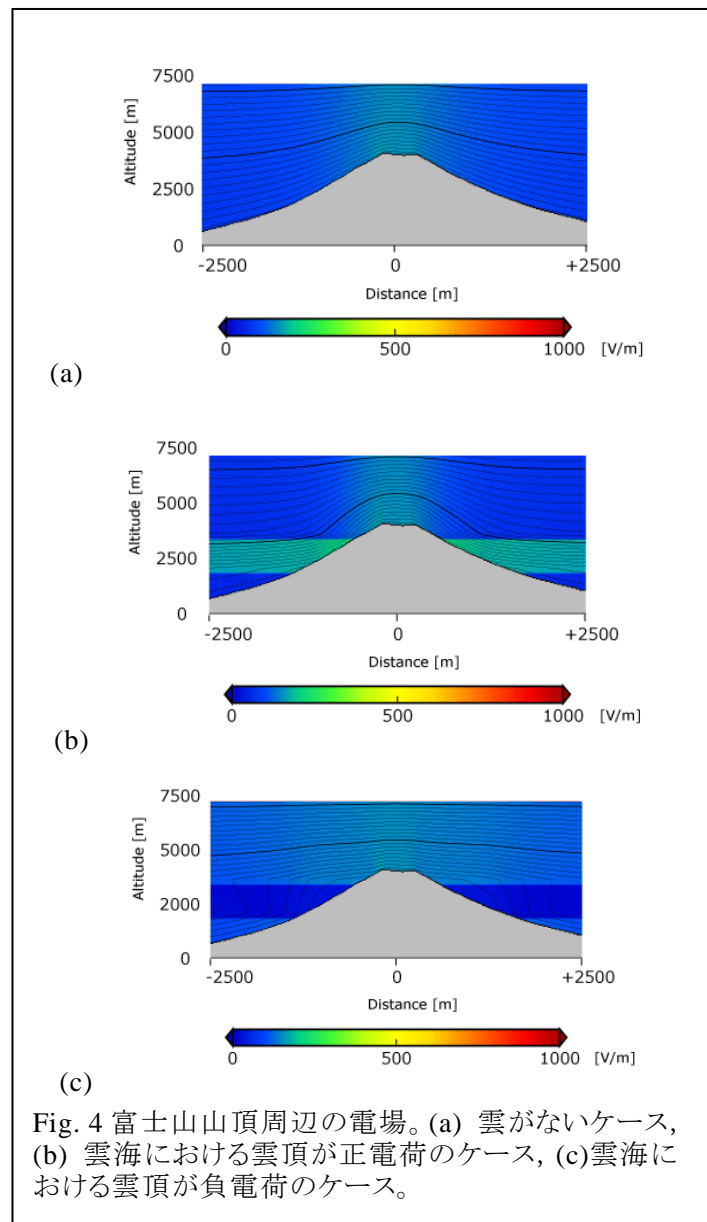 7500
5000
2500
0
Altitude [m]
-2500 0 +2500
Distance [m]
0 500 1000 [V/m]
(a)
7500
5000
2500
0
Altitude [m]
-2500 0 +2500
Distance [m]
0 500 1000 [V/m]
(b)
7500
5000
2000
0
Altitude [m]
-2500 0 +2500
Distance [m]
0 500 1000 [V/m]
(c)
Fig. 4 富士山山頂周辺の電場。(a) 雲がないケース,
(b) 雲海における雲頂が正電荷のケース, (c)雲海に
おける雲頂が負電荷のケース。